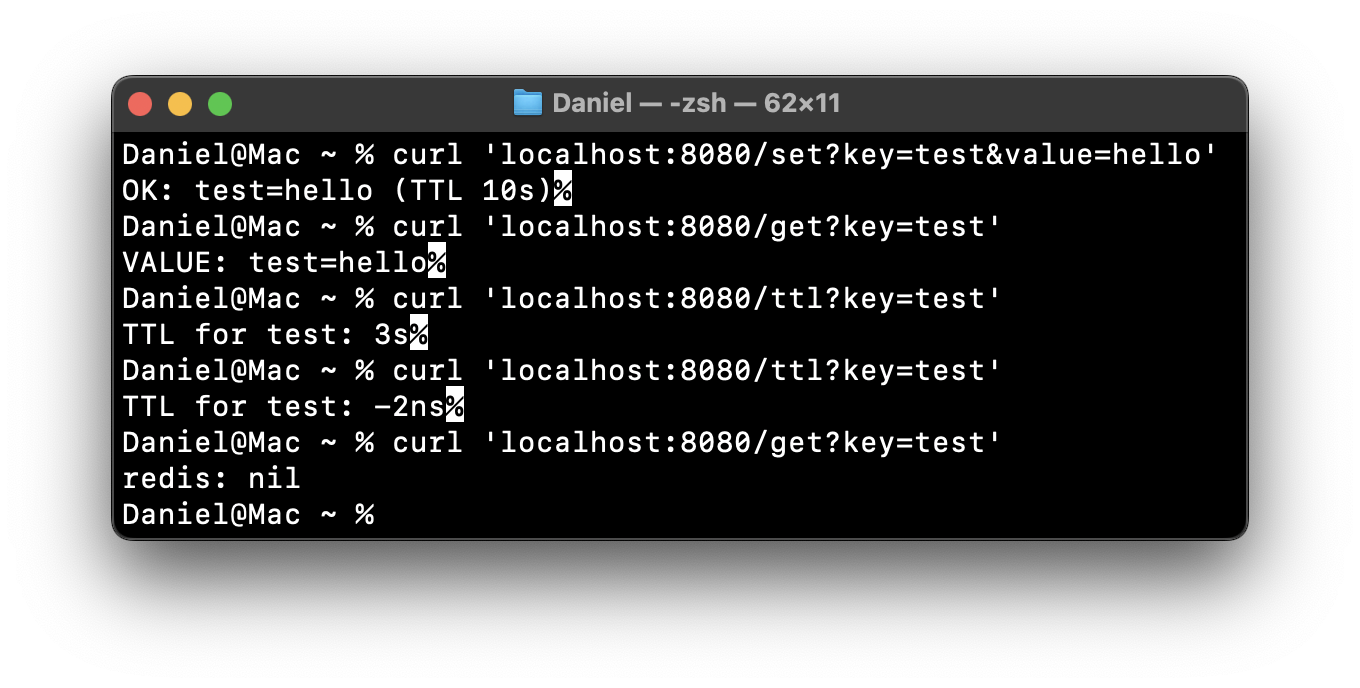 Daniel — -zsh — 62×11
Daniel@Mac ~ % curl 'localhost:8080/set?key=test&value=hello'
OK: test=hello (TTL 10s)%
Daniel@Mac ~ % curl 'localhost:8080/get?key=test'
VALUE: test=hello%
Daniel@Mac ~ % curl 'localhost:8080/ttl?key=test'
TTL for test: 3s%
Daniel@Mac ~ % curl 'localhost:8080/ttl?key=test'
TTL for test: -2ns%
Daniel@Mac ~ % curl 'localhost:8080/get?key=test'
redis: nil
Daniel@Mac ~ %